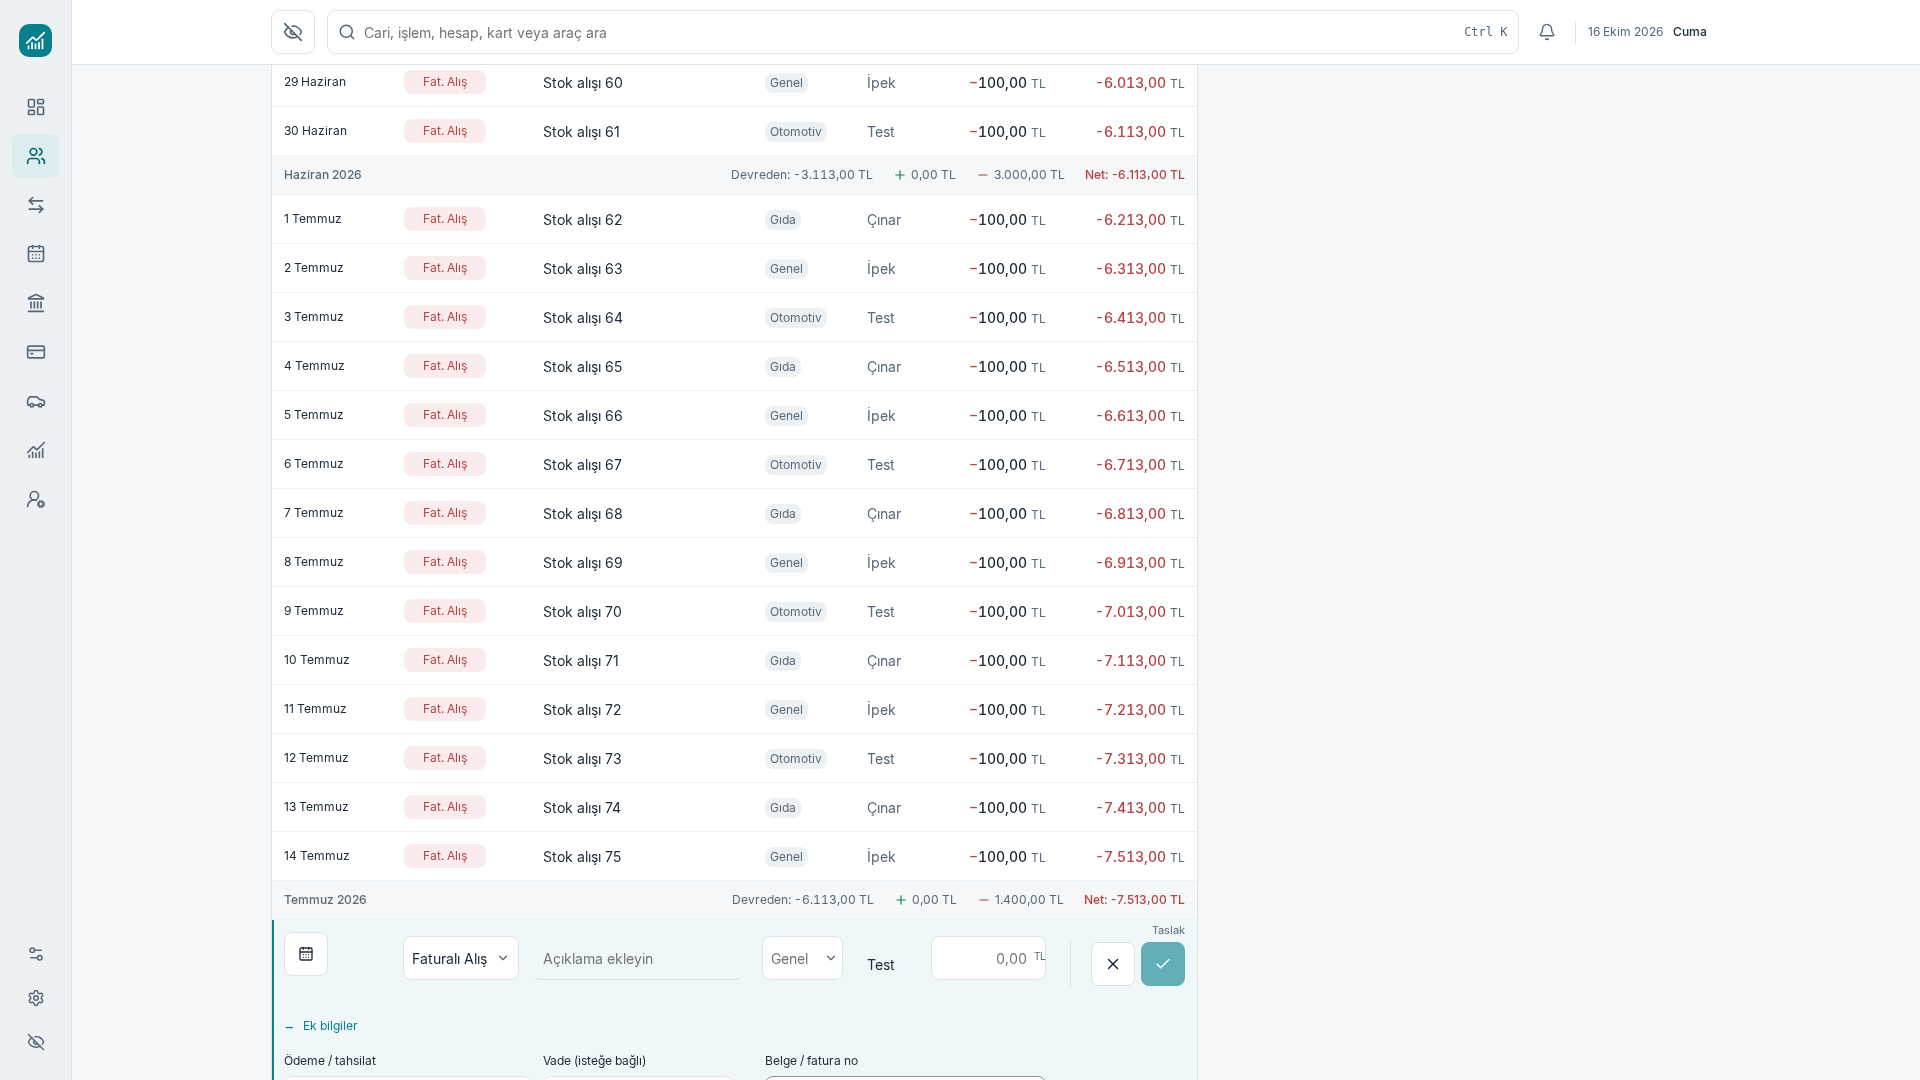 Cari, işlem, hesap, kart veya araç ara Ctrl K 16 Ekim 2026 Cuma
29 Haziran Fat. Alış Stok alışı 60 Genel İpek −100,00 TL -6.013,00 TL
30 Haziran Fat. Alış Stok alışı 61 Otomotiv Test −100,00 TL -6.113,00 TL
Haziran 2026 Devreden: -3.113,00 TL + 0,00 TL − 3.000,00 TL Net: -6.113,00 TL
1 Temmuz Fat. Alış Stok alışı 62 Gıda Çınar −100,00 TL -6.213,00 TL
2 Temmuz Fat. Alış Stok alışı 63 Genel İpek −100,00 TL -6.313,00 TL
3 Temmuz Fat. Alış Stok alışı 64 Otomotiv Test −100,00 TL -6.413,00 TL
4 Temmuz Fat. Alış Stok alışı 65 Gıda Çınar −100,00 TL -6.513,00 TL
5 Temmuz Fat. Alış Stok alışı 66 Genel İpek −100,00 TL -6.613,00 TL
6 Temmuz Fat. Alış Stok alışı 67 Otomotiv Test −100,00 TL -6.713,00 TL
7 Temmuz Fat. Alış Stok alışı 68 Gıda Çınar −100,00 TL -6.813,00 TL
8 Temmuz Fat. Alış Stok alışı 69 Genel İpek −100,00 TL -6.913,00 TL
9 Temmuz Fat. Alış Stok alışı 70 Otomotiv Test −100,00 TL -7.013,00 TL
10 Temmuz Fat. Alış Stok alışı 71 Gıda Çınar −100,00 TL -7.113,00 TL
11 Temmuz Fat. Alış Stok alışı 72 Genel İpek −100,00 TL -7.213,00 TL
12 Temmuz Fat. Alış Stok alışı 73 Otomotiv Test −100,00 TL -7.313,00 TL
13 Temmuz Fat. Alış Stok alışı 74 Gıda Çınar −100,00 TL -7.413,00 TL
14 Temmuz Fat. Alış Stok alışı 75 Genel İpek −100,00 TL -7.513,00 TL
Temmuz 2026 Devreden: -6.113,00 TL + 0,00 TL − 1.400,00 TL Net: -7.513,00 TL
Taslak
Faturalı Alış Açıklama ekleyin Genel Test 0,00 TL
− Ek bilgiler
Ödeme / tahsilat Vade (isteğe bağlı) Belge / fatura no